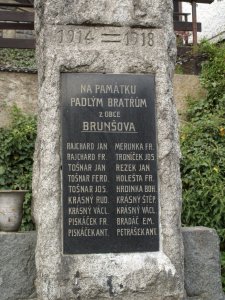 1914 = 1918
NA PAMÁTKU
PADLÝM BRATRŮM
z OBCE
BRUNŠOVA
RAJCHARD JAN MERUNKA FR.
RAJCHARD FR. TRONÍČEK JOS.
TOŠNAR JAN REZEK JAN
TOŠNAR FERD. HOLEŠTA FR.
TOŠNAR JOS. HRDINKA BOH.
KRÁSNÝ RUD. KRÁSNÝ ŠTĚP.
KRÁSNÝ VÁCL. KRÁSNÝ VÁCL.
PISKÁČEK FR. BRADÁČ EM.
PISKÁČEK ANT. PETRÁŠEK ANT.